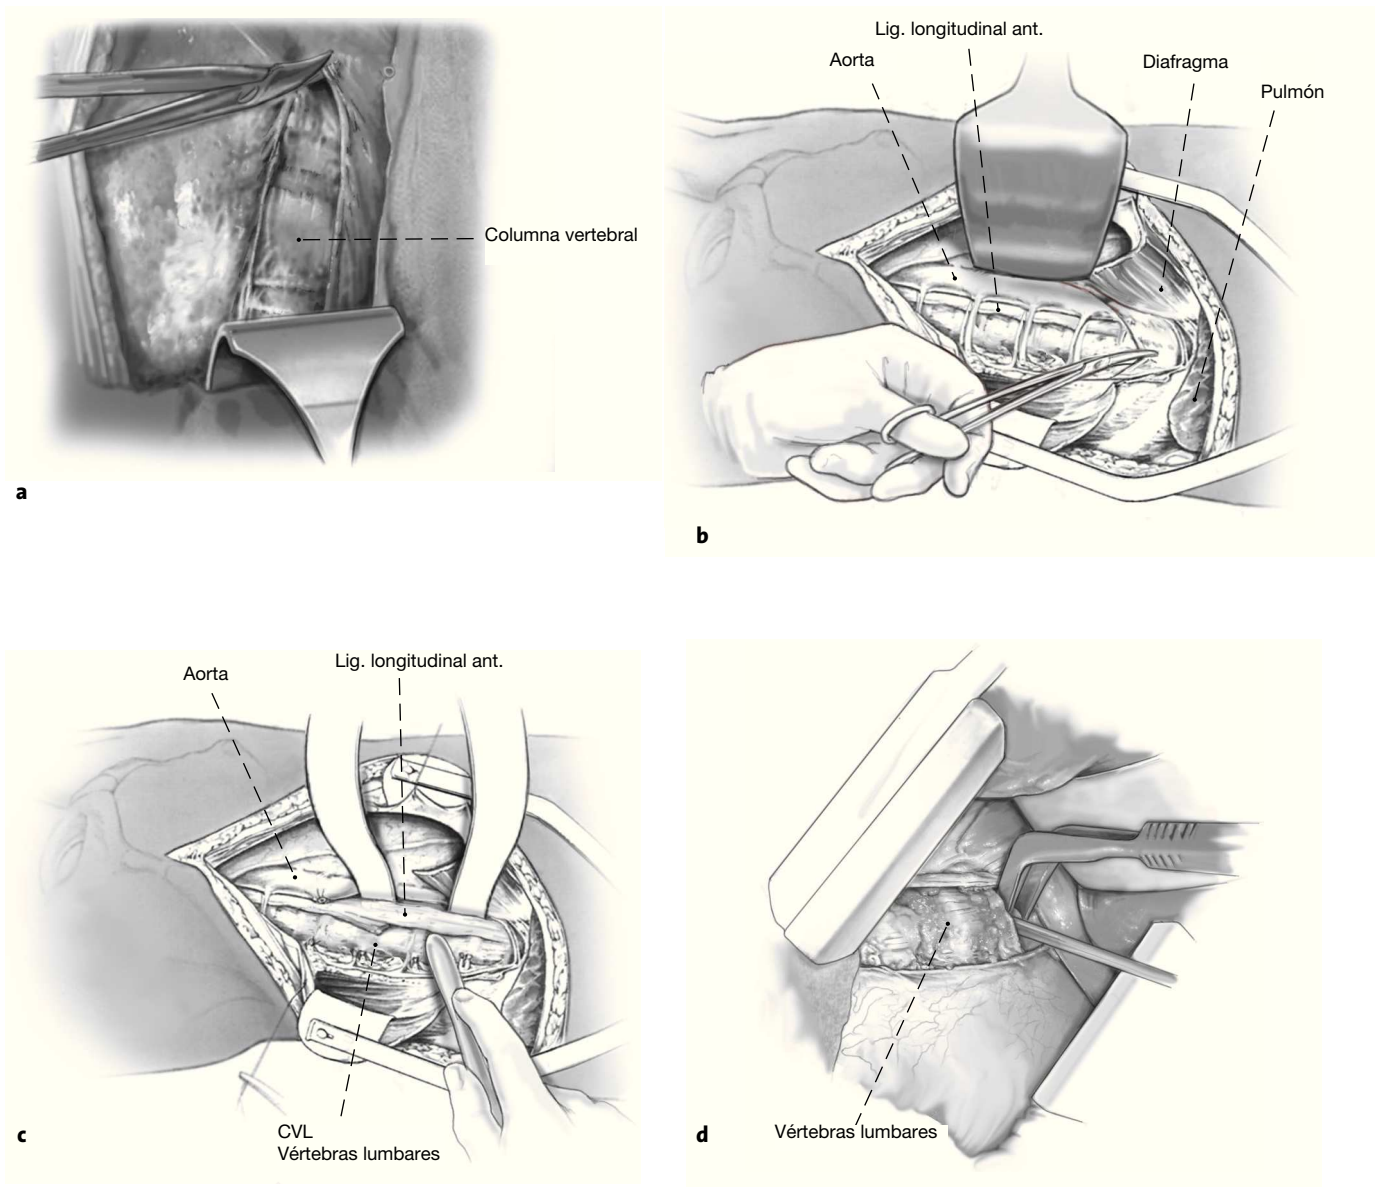 Columna vertebral
a
Lig. longitudinal ant.
Aorta
Diafragma
Pulmón
b
Lig. longitudinal ant.
Aorta
CVL
Vértebras lumbares
c
Vértebras lumbares
d